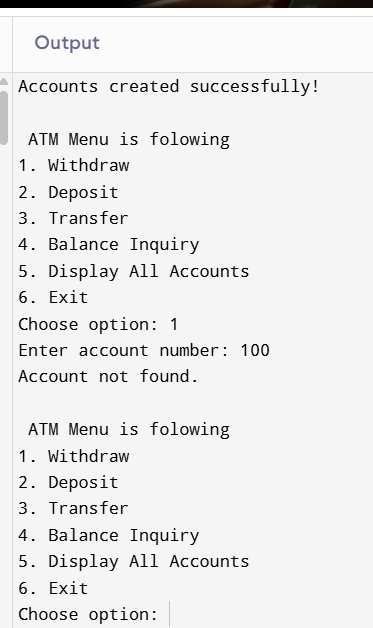 Output
Accounts created successfully!
ATM Menu is folowing
1. Withdraw
2. Deposit
3. Transfer
4. Balance Inquiry
5. Display All Accounts
6. Exit
Choose option: 1
Enter account number: 100
Account not found.
ATM Menu is folowing
1. Withdraw
2. Deposit
3. Transfer
4. Balance Inquiry
5. Display All Accounts
6. Exit
Choose option: